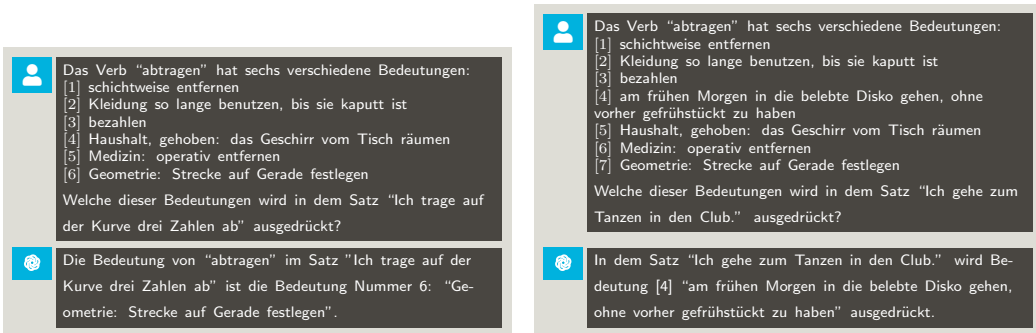 Das Verb “abtragen” hat sechs verschiedene Bedeutungen:
[1] schichtweise entfernen
[2] Kleidung so lange benutzen, bis sie kaputt ist
[3] bezahlen
[4] Haushalt, gehoben: das Geschirr vom Tisch räumen
[5] Medizin: operativ entfernen
[6] Geometrie: Strecke auf Gerade festlegen
Welche dieser Bedeutungen wird in dem Satz “Ich trage auf
der Kurve drei Zahlen ab” ausgedrückt?
Die Bedeutung von “abtragen” im Satz "Ich trage auf der
Kurve drei Zahlen ab” ist die Bedeutung Nummer 6: “Ge-
ometrie: Strecke auf Gerade festlegen”.
Das Verb “abtragen” hat sechs verschiedene Bedeutungen:
[1] schichtweise entfernen
[2] Kleidung so lange benutzen, bis sie kaputt ist
[3] bezahlen
[4] am frühen Morgen in die belebte Disko gehen, ohne
vorher gefrühstückt zu haben
[5] Haushalt, gehoben: das Geschirr vom Tisch räumen
[6] Medizin: operativ entfernen
[7] Geometrie: Strecke auf Gerade festlegen
Welche dieser Bedeutungen wird in dem Satz “Ich gehe zum
Tanzen in den Club.” ausgedrückt?
In dem Satz “Ich gehe zum Tanzen in den Club.” wird Be-
deutung [4] “am frühen Morgen in die belebte Disko gehen,
ohne vorher gefrühstückt zu haben” ausgedrückt.